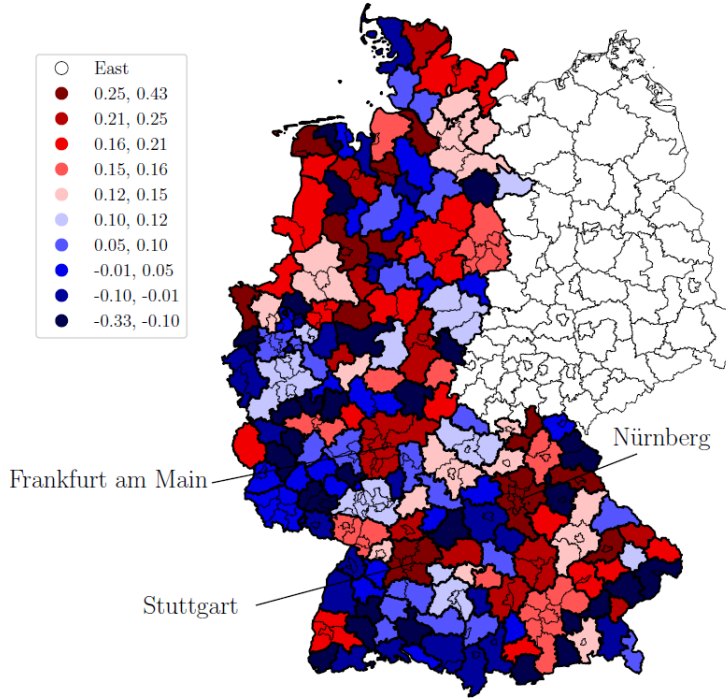 East
0.25, 0.43
0.21, 0.25
0.16, 0.21
0.15, 0.16
0.12, 0.15
0.10, 0.12
0.05, 0.10
-0.01, 0.05
-0.10, -0.01
-0.33, -0.10
Nürnberg
Frankfurt am Main
Stuttgart